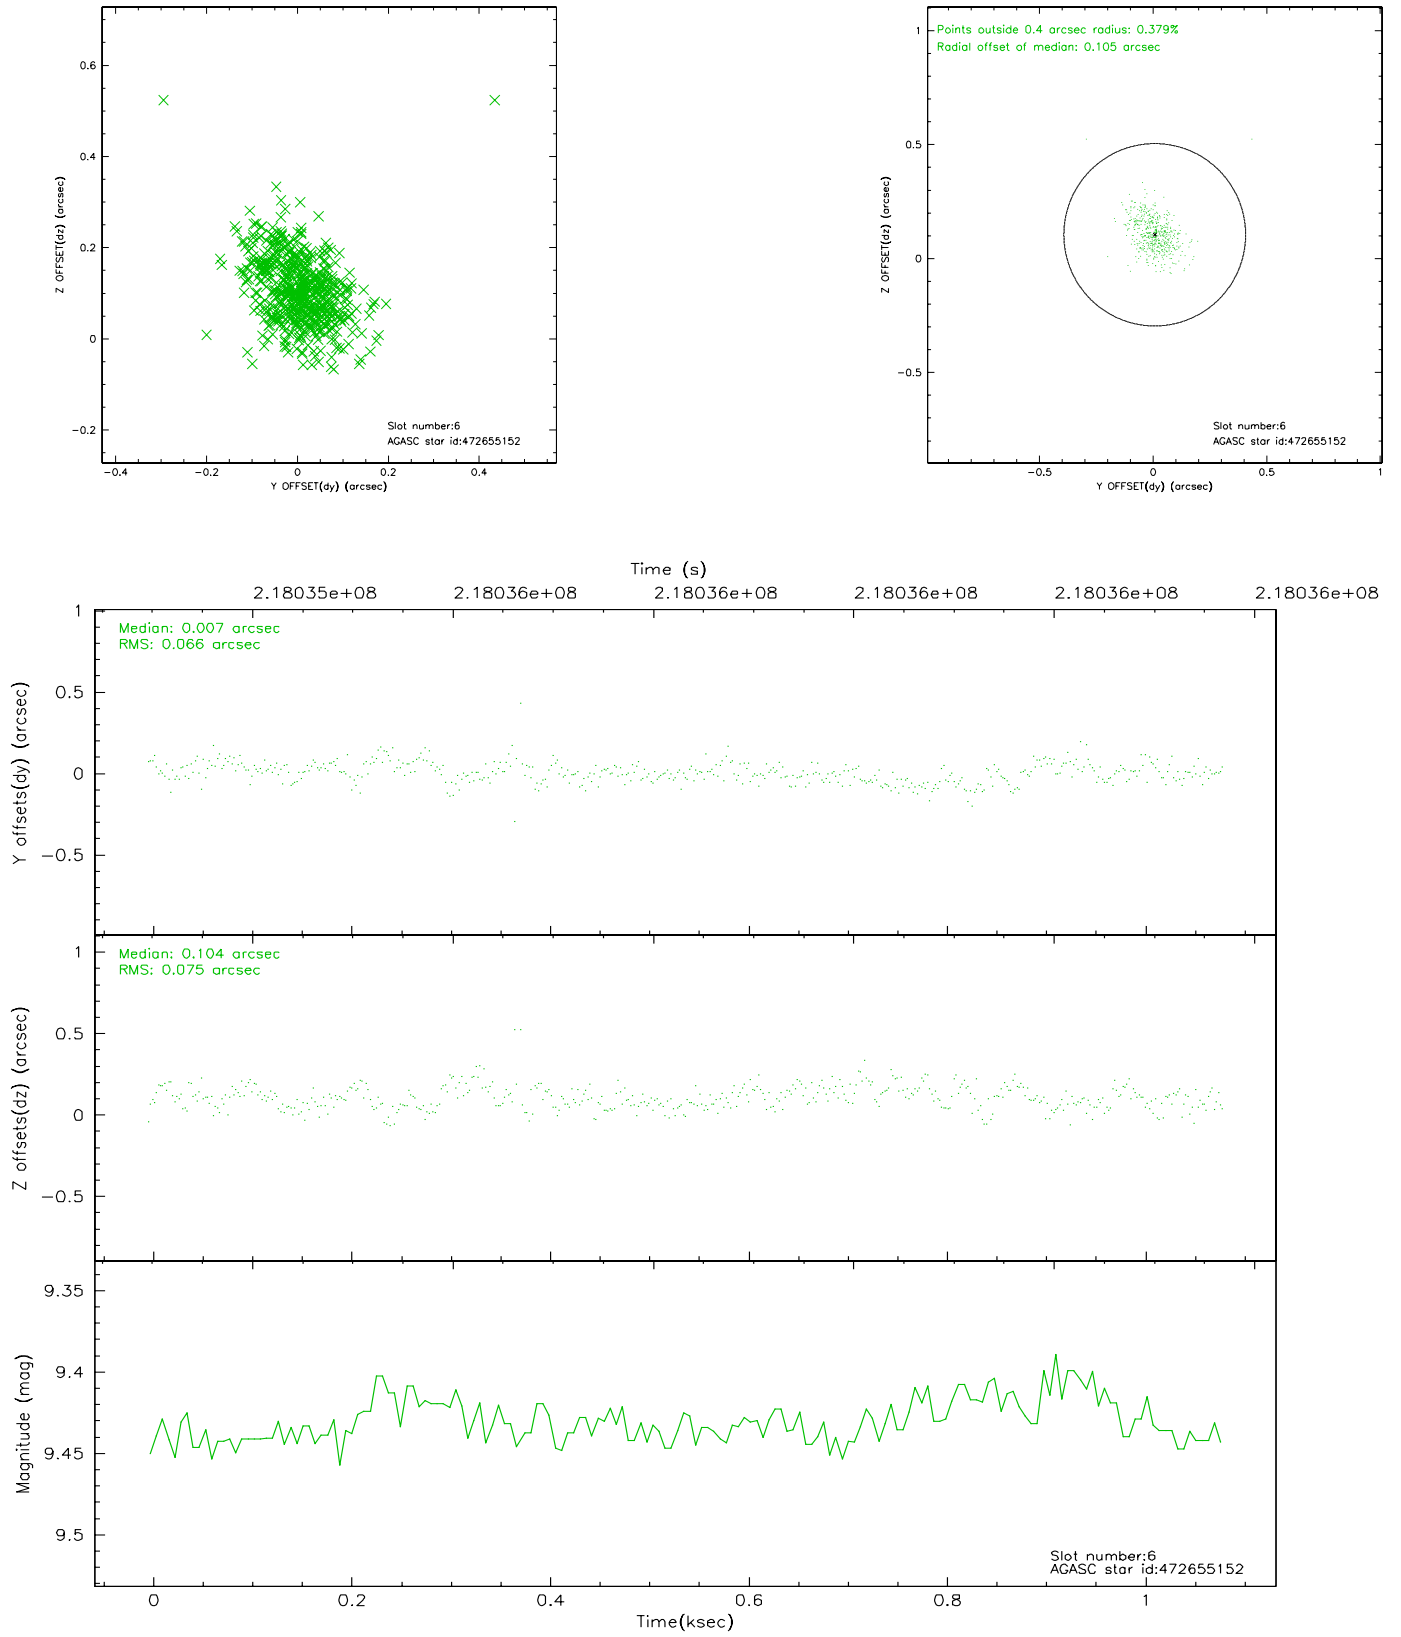 0.6
0.4
0.2
0
−0.2
Z OFFSET(dz) (arcsec)
Slot number:6
AGASC star id:472655152
−0.4 −0.2 0 0.2 0.4
Y OFFSET(dy) (arcsec)
Points outside 0.4 arcsec radius: 0.379%
Radial offset of median: 0.105 arcsec
1
0.5
0
−0.5
Z OFFSET(dz) (arcsec)
Slot number:6
AGASC star id:472655152
−0.5 0 0.5 1
Y OFFSET(dy) (arcsec)
Time (s)
2.18035e+08 2.18036e+08 2.18036e+08 2.18036e+08 2.18036e+08 2.18036e+08
Median: 0.007 arcsec
RMS: 0.066 arcsec
1
0.5
0
−0.5
Y offsets(dy) (arcsec)
Median: 0.104 arcsec
RMS: 0.075 arcsec
1
0.5
0
−0.5
Z offsets(dz) (arcsec)
9.35
9.4
9.45
9.5
Magnitude (mag)
Slot number:6
AGASC star id:472655152
0 0.2 0.4 0.6 0.8 1
Time(ksec)